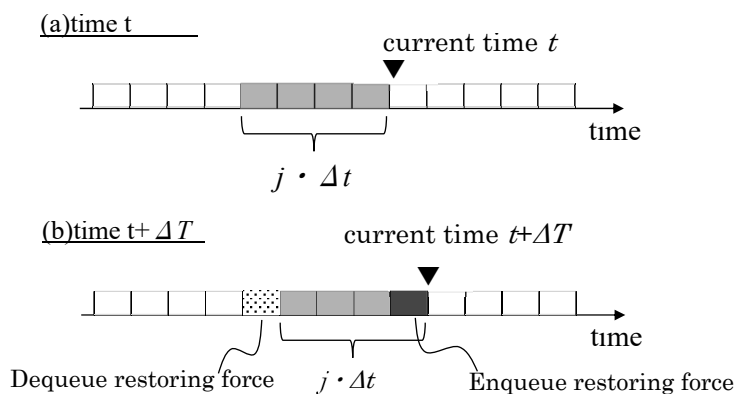 (a)time t
current time t
time
j・Δt
(b)time t+ΔT
current time t+ΔT
time
Dequeue restoring force
j・Δt
Enqueue restoring force